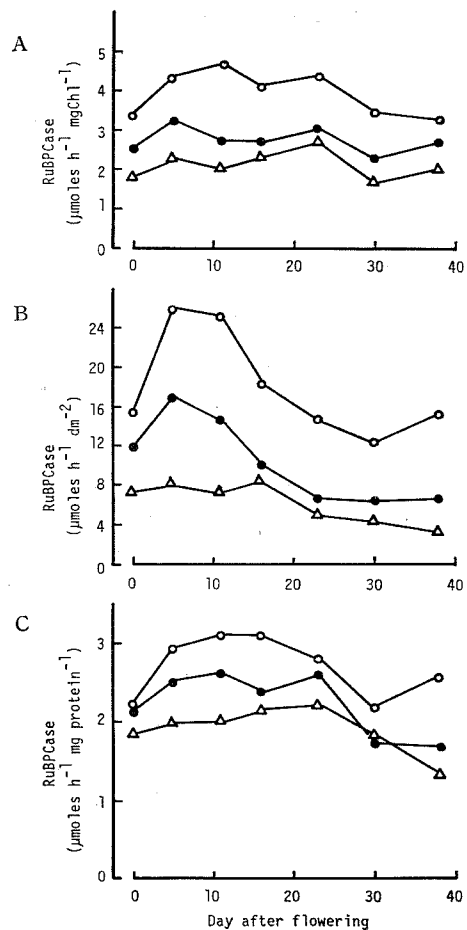 A
RuBPCase
(µmoles h⁻¹ mgChl⁻¹)
5
4
3
2
1
0
0 10 20 30 40
B
RuBPCase
(µmoles h⁻¹ dm⁻²)
24
20
16
12
8
4
0
0 10 20 30 40
C
RuBPCase
(µmoles h⁻¹ mg protein⁻¹)
3
2
1
0
0 10 20 30 40
Day after flowering